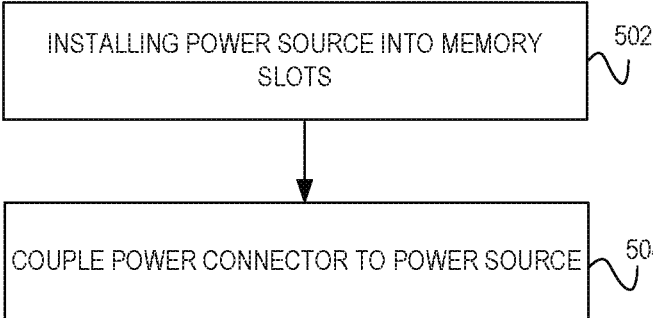 INSTALLING POWER SOURCE INTO MEMORY
SLOTS
502
COUPLE POWER CONNECTOR TO POWER SOURCE